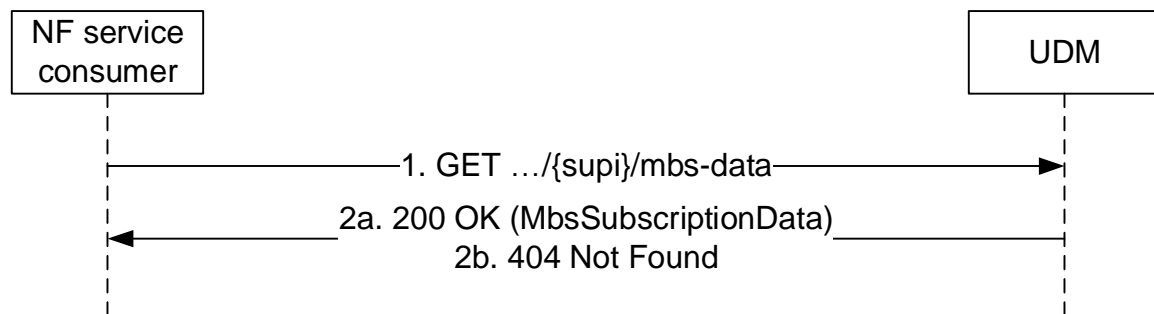 NF service
consumer
UDM
1. GET …/{supi}/mbs-data
2a. 200 OK (MbsSubscriptionData)
2b. 404 Not Found